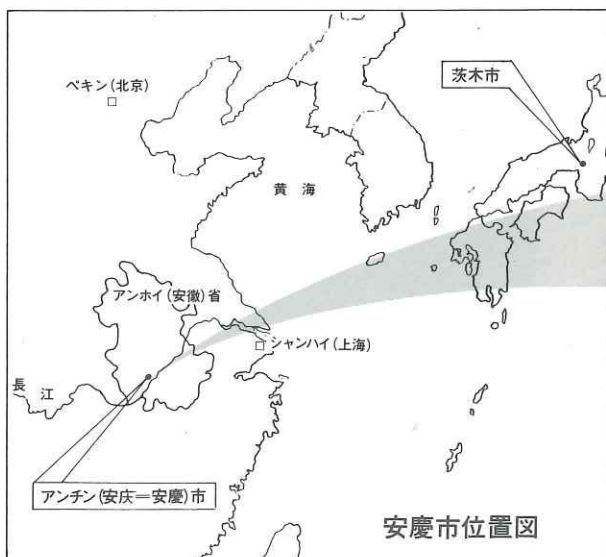 ペキン(北京)
茨木市
黄海
アンホイ(安徽)省
シャンハイ(上海)
長江
アンチン(安庆＝安慶)市
安慶市位置図